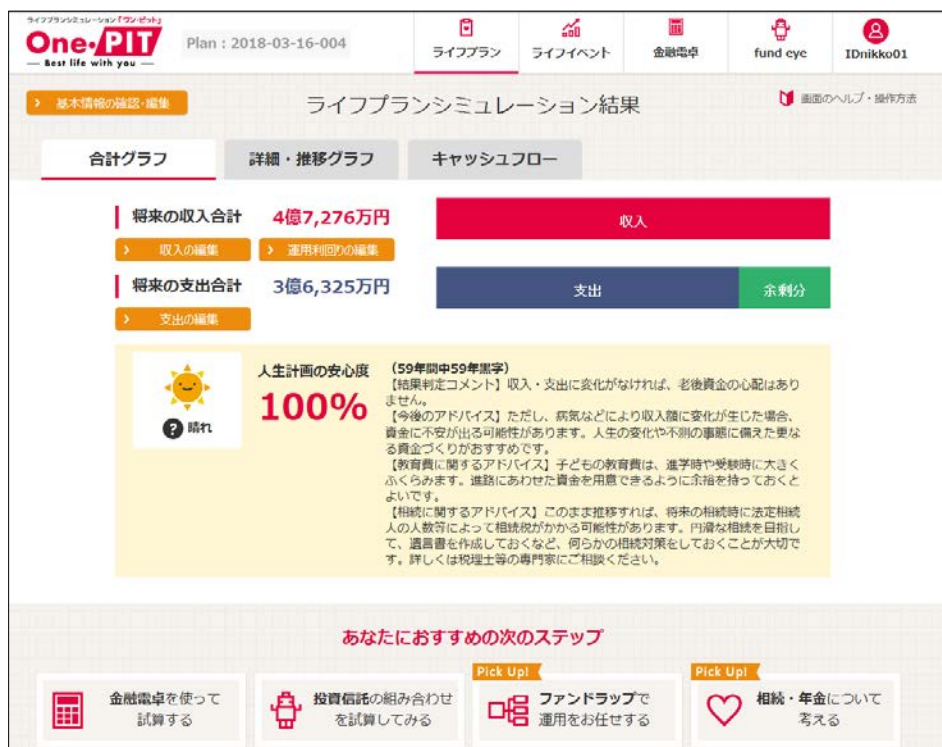 ライフプランシミュレーション「ワン・ピット」
One・PIT
Best life with you
Plan : 2018-03-16-004
ライフプラン
ライフイベント
金融電卓
fund eye
IDnikko01
基本情報の確認・編集
ライフプランシミュレーション結果
画面のヘルプ・操作方法
合計グラフ
詳細・推移グラフ
キャッシュフロー
将来の収入合計 4億7,276万円
収入
収入の編集
運用利回りの編集
将来の支出合計 3億6,325万円
支出
余剰分
支出の編集
人生計画の安心度
100%
? 晴れ
(59年間中59年黒字)
【結果判定コメント】収入・支出に変化がなければ、老後資金の心配はあり
ません。
【今後のアドバイス】ただし、病気などにより収入額に変化が生じた場合、
資金に不安が出る可能性があります。人生の変化や不測の事態に備えた更な
る資金づくりがおすすめです。
【教育費に関するアドバイス】子どもの教育費は、進学時や受験時に大きく
ふくらみます。進路にあわせた資金を用意できるように余裕を持っておくと
よいです。
【相続に関するアドバイス】このまま推移すれば、将来の相続時に法定相続
人の人数等によって相続税がかかる可能性があります。円滑な相続を目指し
て、遺言書を作成しておくなど、何らかの相続対策をしておくことが大切で
す。詳しくは税理士等の専門家にご相談ください。
あなたにおすすめの次のステップ
金融電卓を使って
試算する
投資信託の組み合わせ
を試算してみる
Pick Up!
ファンドラップで
運用をお任せする
Pick Up!
相続・年金について
考える